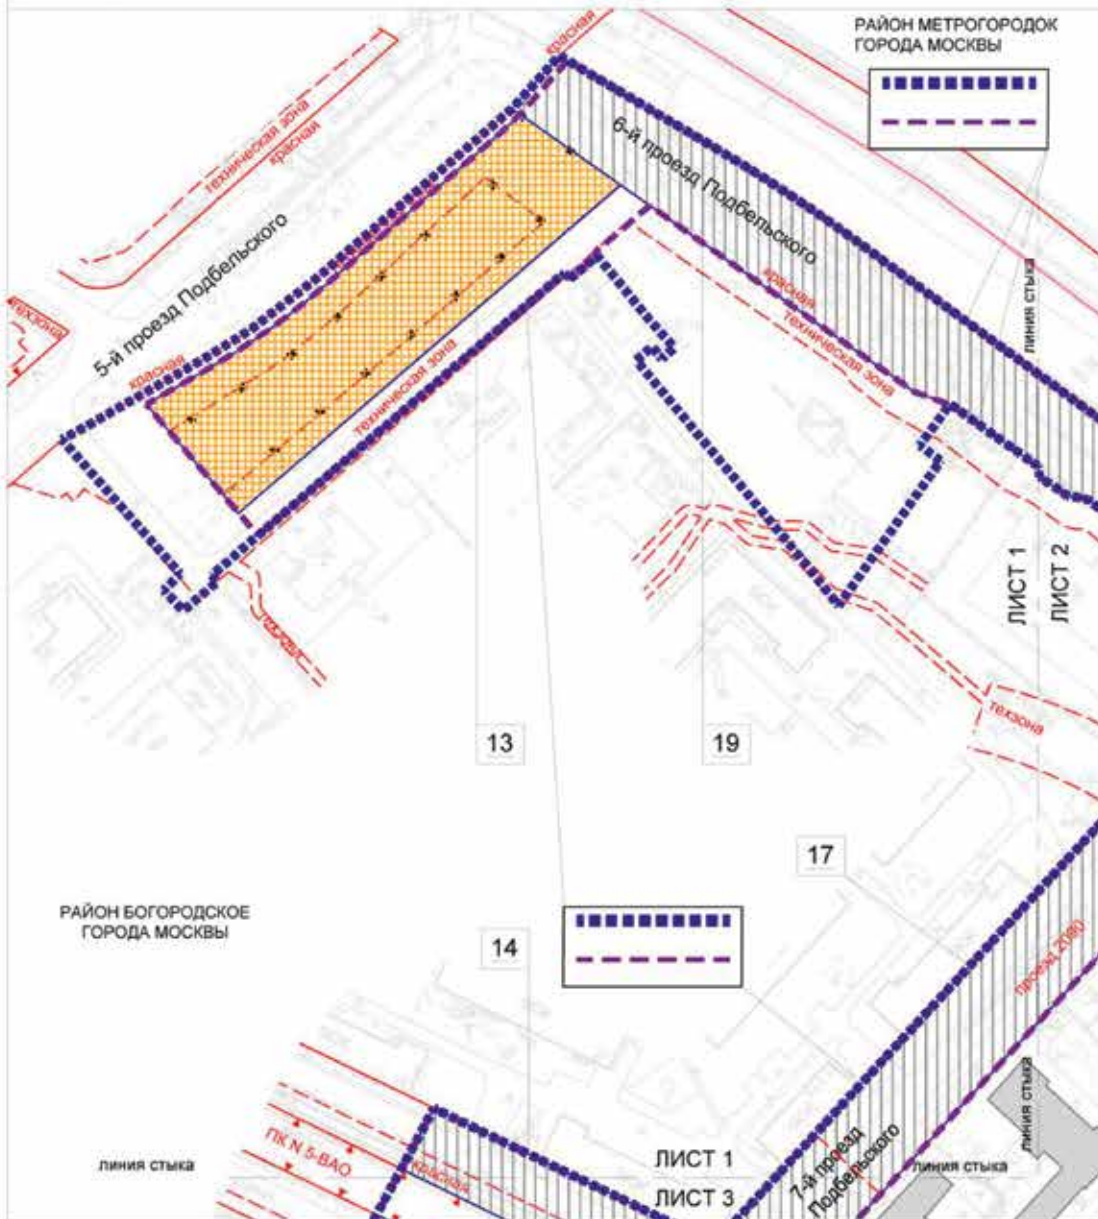 РАЙОН МЕТРОГОРОДОК
ГОРОДА МОСКВЫ
красная
техническая зона
красная
6-й проезд Подбельского
5-й проезд Подбельского
техзона
красная
красная
техническая зона
техническая зона
линия стыка
ЛИСТ 1
ЛИСТ 2
техзона
13
19
17
РАЙОН БОГОРОДСКОЕ
ГОРОДА МОСКВЫ
14
проезд 2080
линия стыка
ПК N 5-ВАО
красная
линия стыка
ЛИСТ 1
ЛИСТ 3
7-й проезд
Подбельского
линия стыка